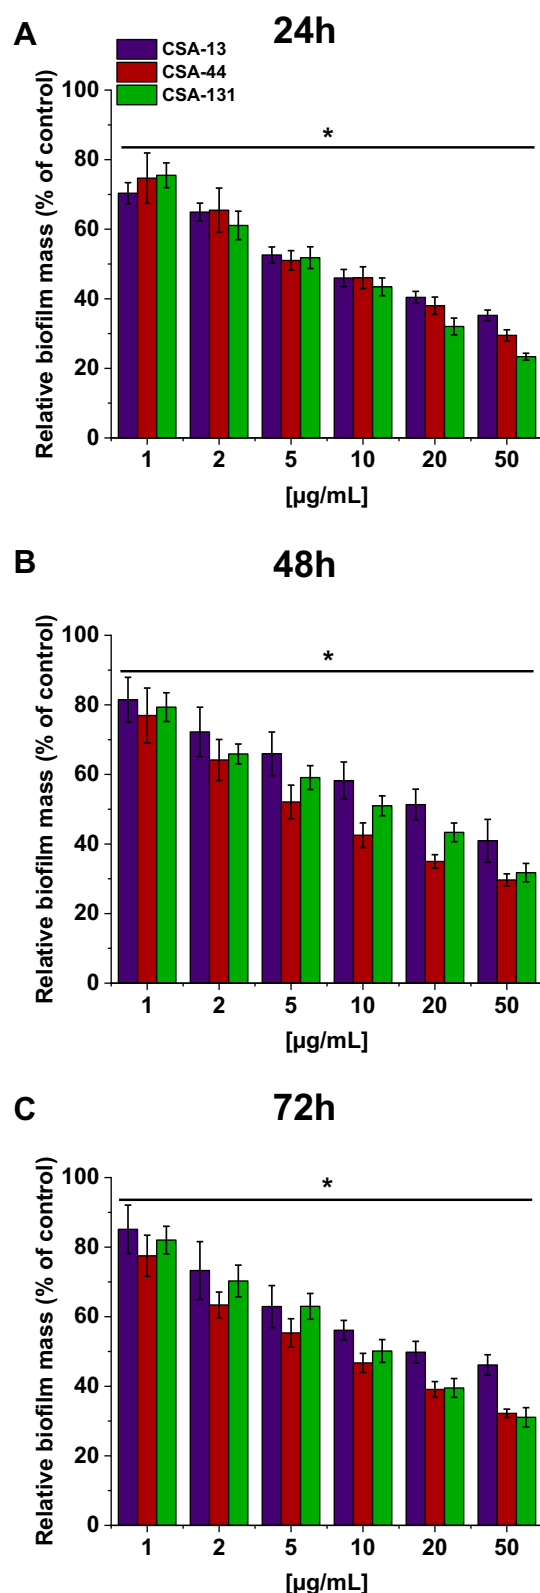 A
24h
CSA-13
CSA-44
CSA-131
Relative biofilm mass (% of control)
100
80
60
40
20
0
*
1 2 5 10 20 50
[µg/mL]
B
48h
Relative biofilm mass (% of control)
100
80
60
40
20
0
*
1 2 5 10 20 50
[µg/mL]
C
72h
Relative biofilm mass (% of control)
100
80
60
40
20
0
*
1 2 5 10 20 50
[µg/mL]